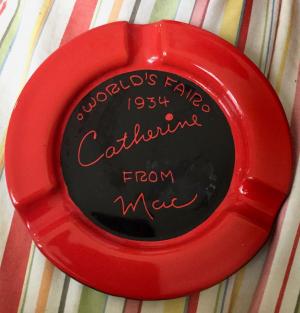 WORLD'S FAIR
1934
Catherine
FROM
Mac